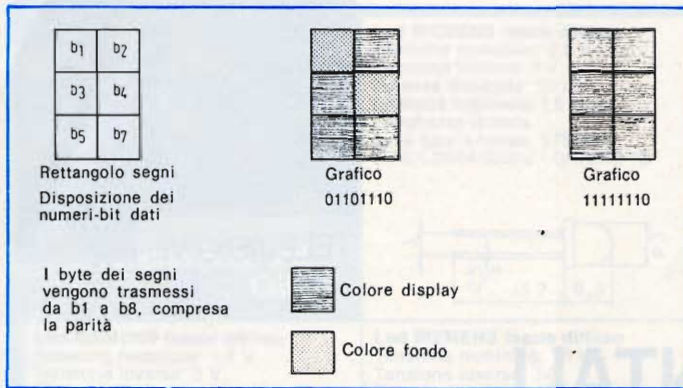 b1 b2
b3 b4
b5 b7
Rettangolo segni
Disposizione dei
numeri-bit dati
Grafico
01101110
Grafico
11111110
I byte dei segni
vengono trasmessi
da b1 a b8, compresa
la parità
Colore display
Colore fondo